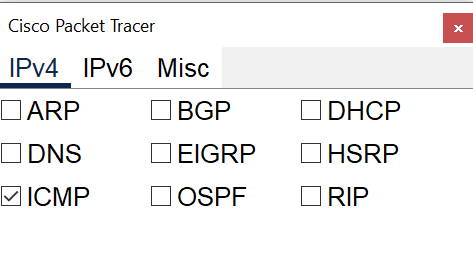 Cisco Packet Tracer
IPv4 IPv6 Misc
ARP BGP DHCP
DNS EIGRP HSRP
ICMP OSPF RIP